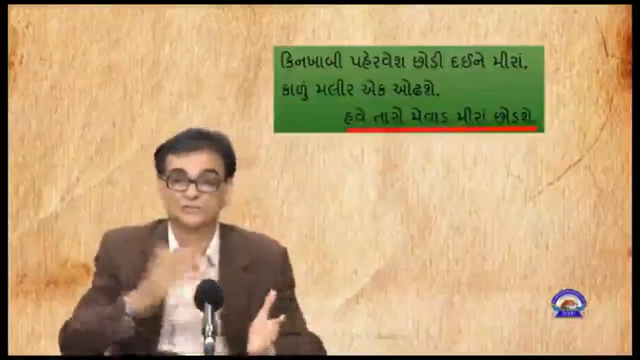 કિનખાબી પહેરવેશ છોડી દઈને મીરાં,
કાળું મલીર એક ઓઢશે.
હવે તારો મેવાડ મીરાં છોડશે.